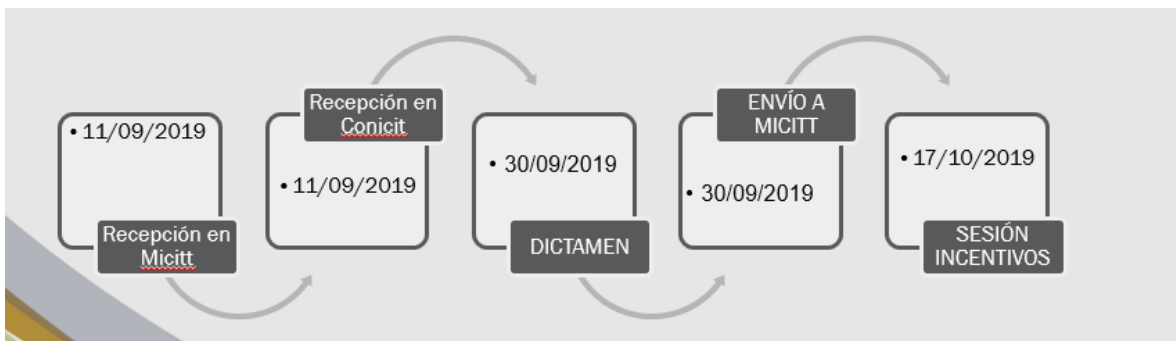 • 11/09/2019
Recepción en
Micitt
Recepción en
Conicit
• 11/09/2019
• 30/09/2019
DICTAMEN
ENVÍO A
MICITT
• 30/09/2019
• 17/10/2019
SESIÓN
INCENTIVOS